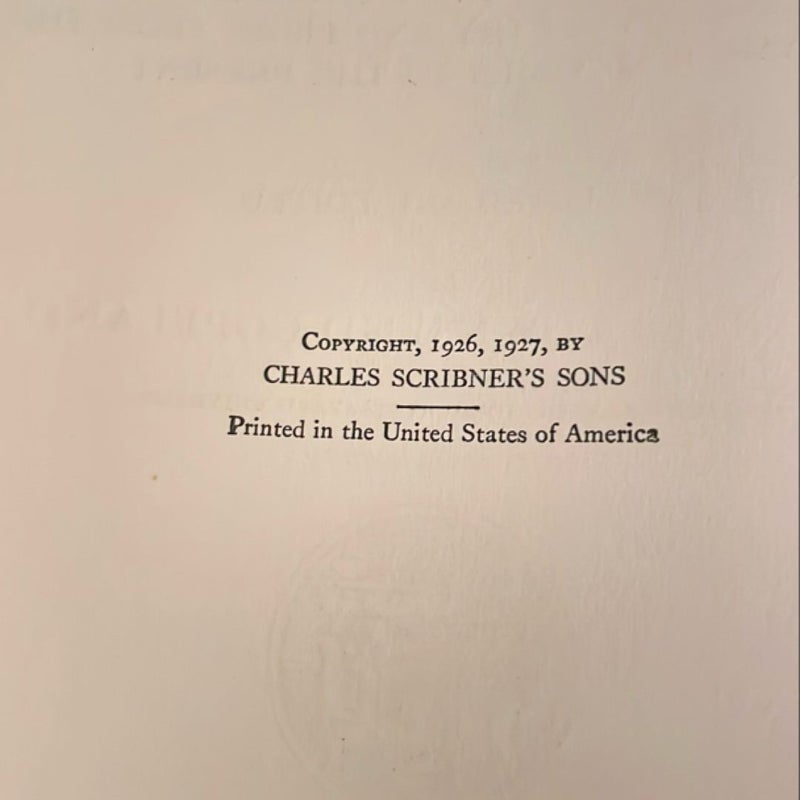 COPYRIGHT, 1926, 1927, BY
CHARLES SCRIBNER'S SONS
Printed in the United States of America